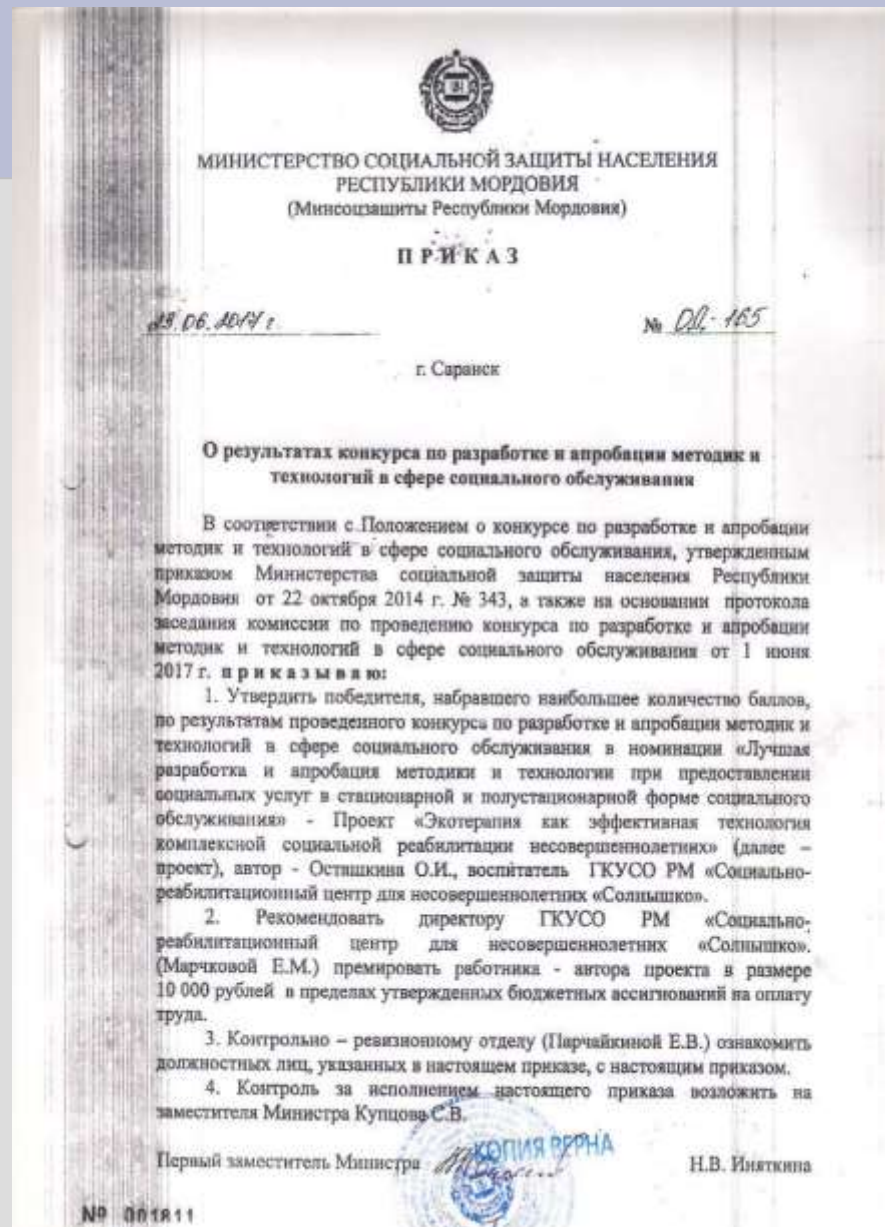 МИНИСТЕРСТВО СОЦИАЛЬНОЙ ЗАЩИТЫ НАСЕЛЕНИЯ
РЕСПУБЛИКИ МОРДОВИЯ
(Минсоцзащиты Республики Мордовия)
П Р И К А З
06.2017 г. № ОД-165
г. Саранск
О результатах конкурса по разработке и апробации методик и
технологий в сфере социального обслуживания
В соответствии с Положением о конкурсе по разработке и апробации
методик и технологий в сфере социального обслуживания, утвержденным
приказом Министерства социальной защиты населения Республики
Мордовия от 22 октября 2014 г. № 343, а также на основании протокола
заседания комиссии по проведению конкурса по разработке и апробации
методик и технологий в сфере социального обслуживания от 1 июня
2017 г. п р и к а з ы в а ю:
1. Утвердить победителя, набравшего наибольшее количество баллов,
по результатам проведенного конкурса по разработке и апробации методик и
технологий в сфере социального обслуживания в номинации «Лучшая
разработка и апробация методики и технологии при предоставлении
социальных услуг в стационарной и полустационарной форме социального
обслуживания» - Проект «Экотерапия как эффективная технология
комплексной социальной реабилитации несовершеннолетних» (далее –
проект), автор - Осташкина О.И., воспитатель ГКУСО РМ «Социально-
реабилитационный центр для несовершеннолетних «Солнышко».
2. Рекомендовать директору ГКУСО РМ «Социально-
реабилитационный центр для несовершеннолетних «Солнышко».
(Марчковой Е.М.) премировать работника - автора проекта в размере
10 000 рублей в пределах утвержденных бюджетных ассигнований на оплату
труда.
3. Контрольно – ревизионному отделу (Парчайкиной Е.В.) ознакомить
должностных лиц, указанных в настоящем приказе, с настоящим приказом.
4. Контроль за исполнением настоящего приказа возложить на
заместителя Министра Купцова С.В.
КОПИЯ ВЕРНА
Первый заместитель Министра Н.В. Иняткина
№ 001811